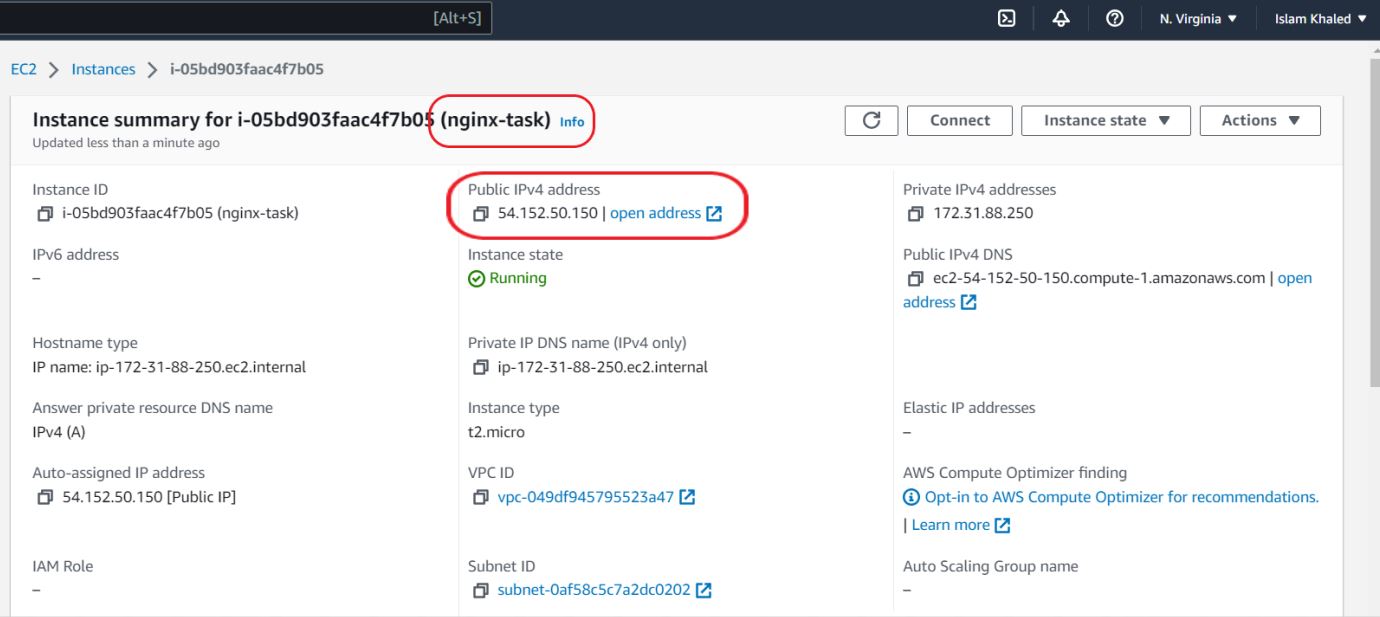 [Alt+S]
N. Virginia
Islam Khaled
EC2
Instances
i-05bd903faac4f7b05
Instance summary for i-05bd903faac4f7b05 (nginx-task) Info
Updated less than a minute ago
Connect
Instance state
Actions
Instance ID
i-05bd903faac4f7b05 (nginx-task)
Public IPv4 address
54.152.50.150 | open address
Private IPv4 addresses
172.31.88.250
IPv6 address
–
Instance state
Running
Public IPv4 DNS
ec2-54-152-50-150.compute-1.amazonaws.com | open
address
Hostname type
IP name: ip-172-31-88-250.ec2.internal
Private IP DNS name (IPv4 only)
ip-172-31-88-250.ec2.internal
Answer private resource DNS name
IPv4 (A)
Instance type
t2.micro
Elastic IP addresses
–
Auto-assigned IP address
54.152.50.150 [Public IP]
VPC ID
vpc-049df945795523a47
AWS Compute Optimizer finding
Opt-in to AWS Compute Optimizer for recommendations.
| Learn more
IAM Role
–
Subnet ID
subnet-0af58c5c7a2dc0202
Auto Scaling Group name
–